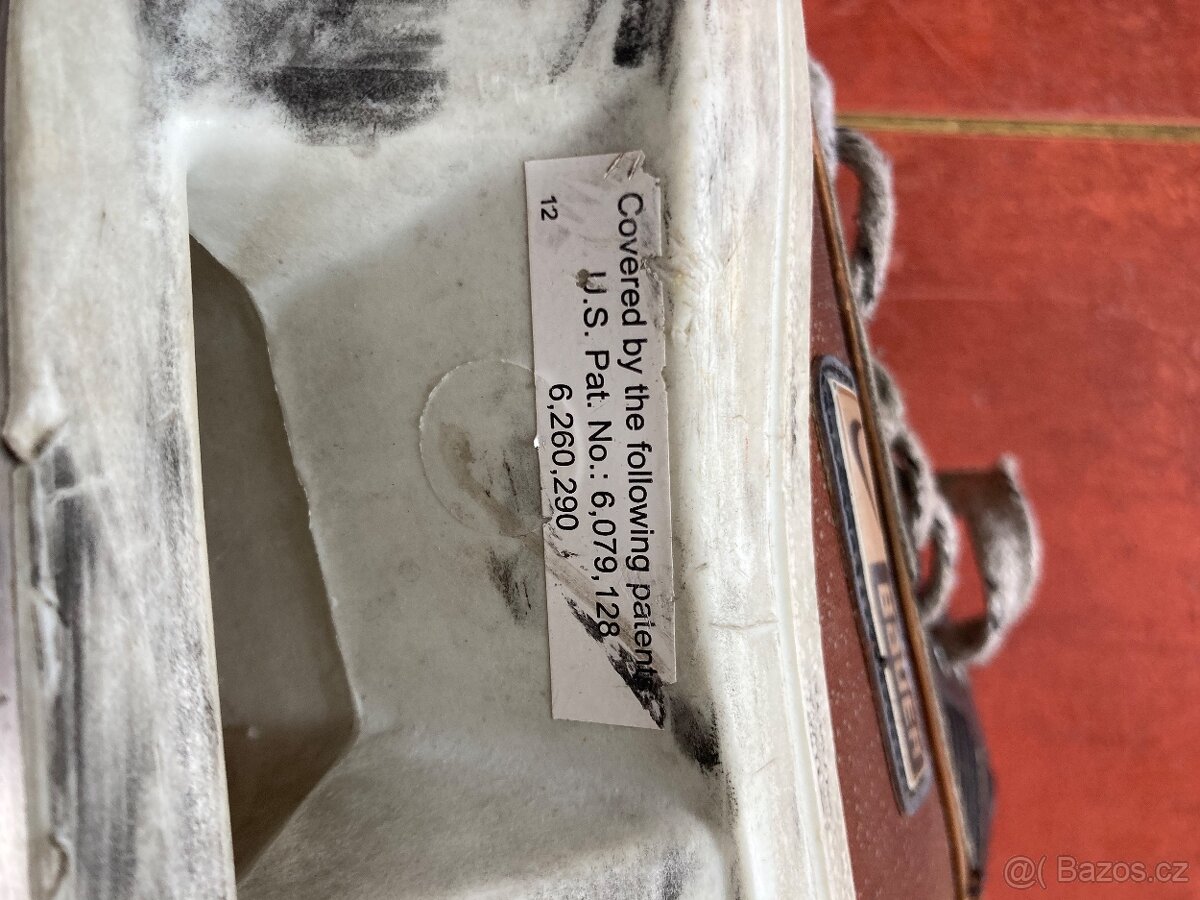 Covered by the following patent
U.S. Pat. No.: 6,079,128
6,260,290
12
BAUER
@( Bazos.cz